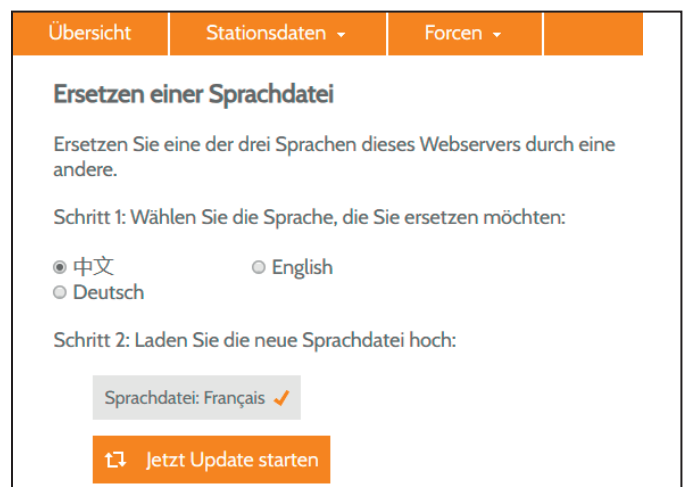 Übersicht Stationsdaten Forcen
Ersetzen einer Sprachdatei
Ersetzen Sie eine der drei Sprachen dieses Webservers durch eine
andere.
Schritt 1: Wählen Sie die Sprache, die Sie ersetzen möchten:
中文 English
Deutsch
Schritt 2: Laden Sie die neue Sprachdatei hoch:
Sprachdatei: Français
Jetzt Update starten